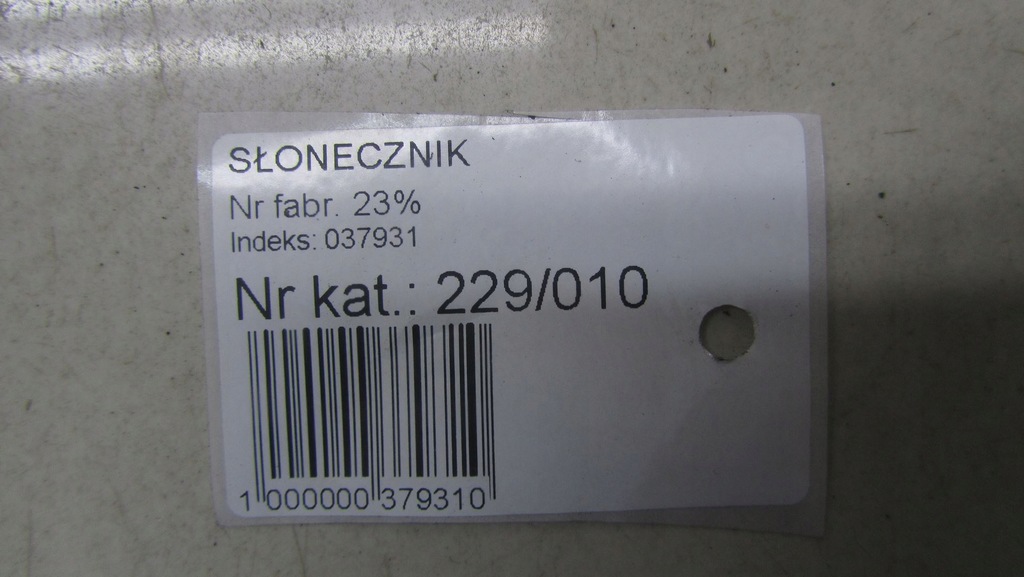 SŁONECZNIK
Nr fabr. 23%
Indeks: 037931
Nr kat.: 229/010
1 000000 379310